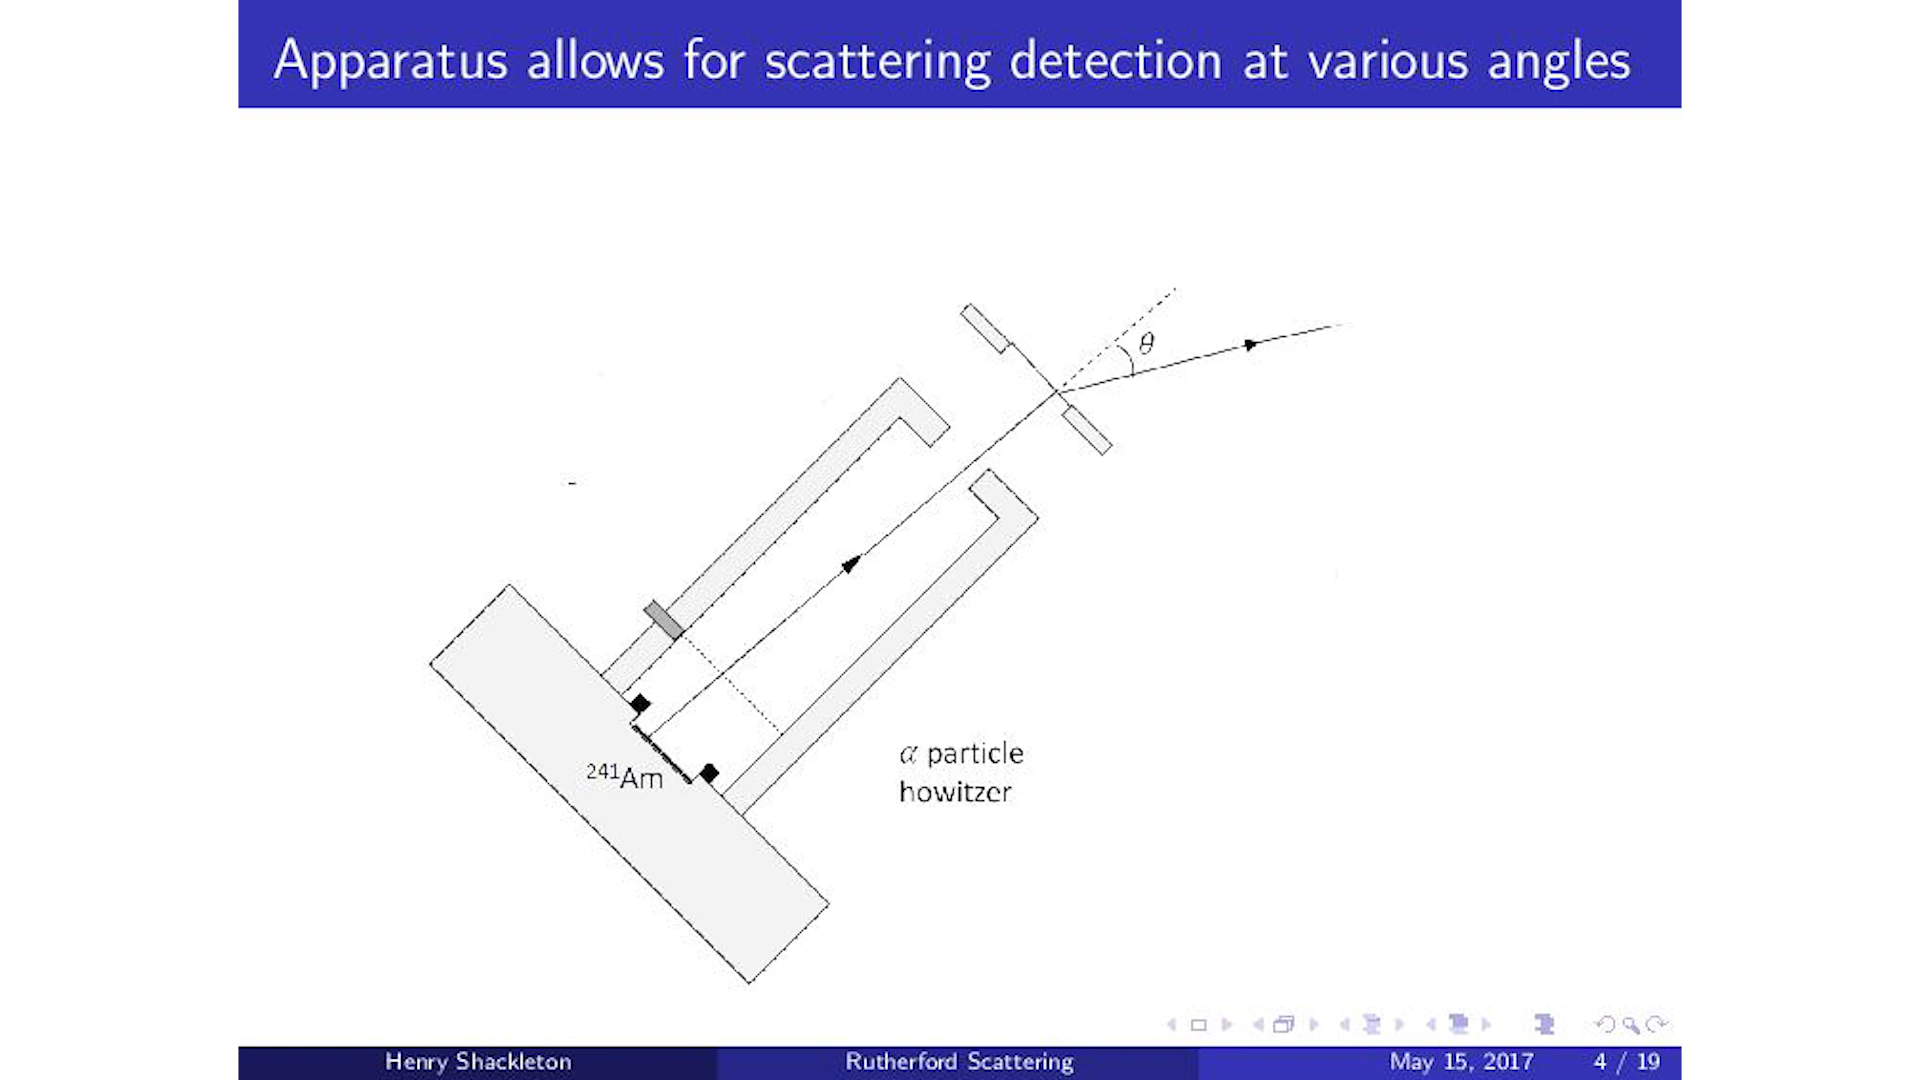 Apparatus allows for scattering detection at various angles
θ
²⁴¹Am
α particle
howitzer
Henry Shackleton Rutherford Scattering May 15, 2017 4 / 19